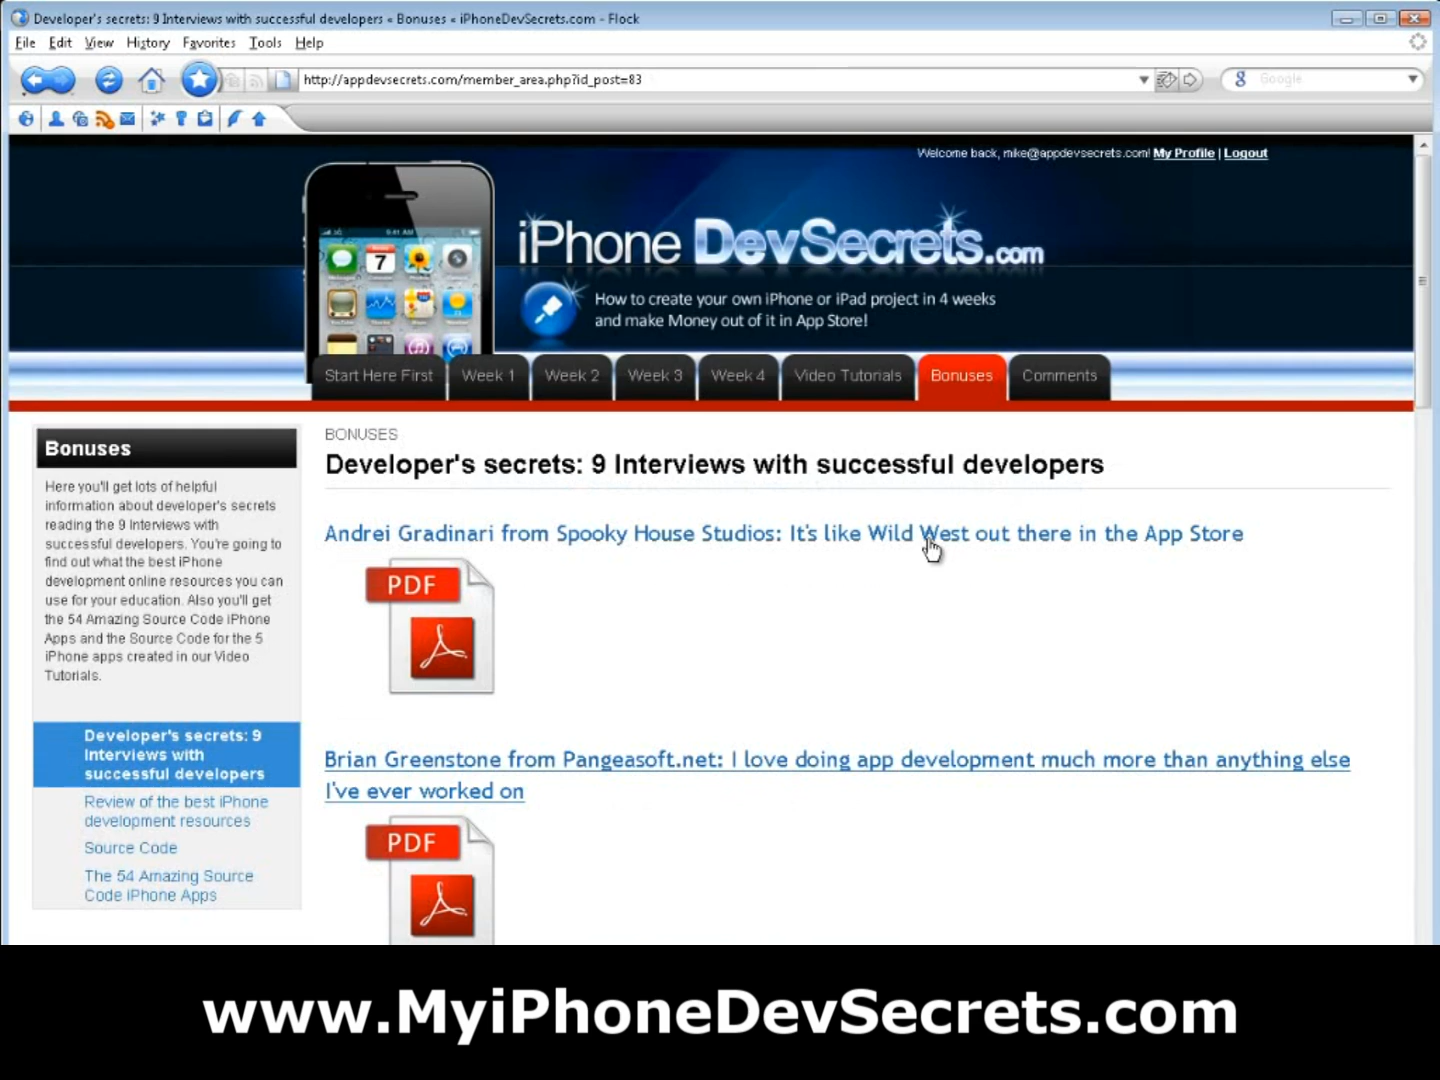 Developer's secrets: 9 Interviews with successful developers « Bonuses « iPhoneDevSecrets.com - Flock
File Edit View History Favorites Tools Help
http://appdevsecrets.com/member_area.php?id_post=83
Google
Welcome back, mike@appdevsecrets.com! My Profile | Logout
iPhone DevSecrets.com
How to create your own iPhone or iPad project in 4 weeks
and make Money out of it in App Store!
9:41 AM
7
Start Here First Week 1 Week 2 Week 3 Week 4 Video Tutorials Bonuses Comments
Bonuses
Here you'll get lots of helpful
information about developer's secrets
reading the 9 Interviews with
successful developers. You're going to
find out what the best iPhone
development online resources you can
use for your education. Also you'll get
the 54 Amazing Source Code iPhone
Apps and the Source Code for the 5
iPhone apps created in our Video
Tutorials.
Developer's secrets: 9
Interviews with
successful developers
Review of the best iPhone
development resources
Source Code
The 54 Amazing Source
Code iPhone Apps
BONUSES
Developer's secrets: 9 Interviews with successful developers
Andrei Gradinari from Spooky House Studios: It's like Wild West out there in the App Store
PDF
Brian Greenstone from Pangeasoft.net: I love doing app development much more than anything else
I've ever worked on
PDF
www.MyiPhoneDevSecrets.com